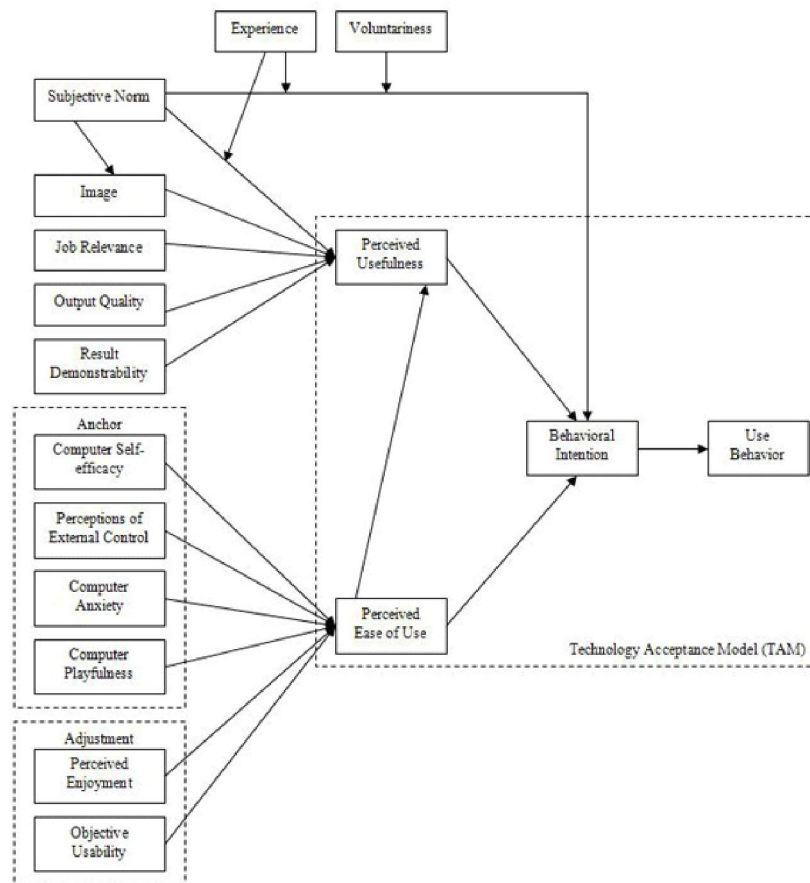 Experience
Voluntariness
Subjective Norm
Image
Job Relevance
Output Quality
Result
Demonstrability
Perceived
Usefulness
Anchor
Computer Self-
efficacy
Perceptions of
External Control
Computer
Anxiety
Computer
Playfulness
Behavioral
Intention
Use
Behavior
Perceived
Ease of Use
Technology Acceptance Model (TAM)
Adjustment
Perceived
Enjoyment
Objective
Usability